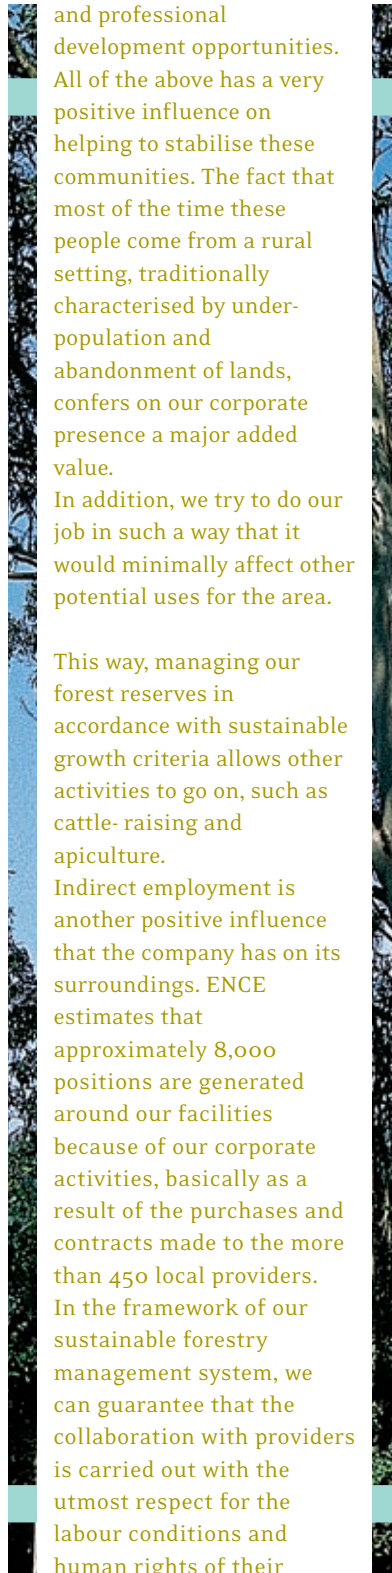 and professional
development opportunities.
All of the above has a very
positive influence on
helping to stabilise these
communities. The fact that
most of the time these
people come from a rural
setting, traditionally
characterised by under-
population and
abandonment of lands,
confers on our corporate
presence a major added
value.
In addition, we try to do our
job in such a way that it
would minimally affect other
potential uses for the area.

This way, managing our
forest reserves in
accordance with sustainable
growth criteria allows other
activities to go on, such as
cattle- raising and
apiculture.
Indirect employment is
another positive influence
that the company has on its
surroundings. ENCE
estimates that
approximately 8,000
positions are generated
around our facilities
because of our corporate
activities, basically as a
result of the purchases and
contracts made to the more
than 450 local providers.
In the framework of our
sustainable forestry
management system, we
can guarantee that the
collaboration with providers
is carried out with the
utmost respect for the
labour conditions and
human rights of their